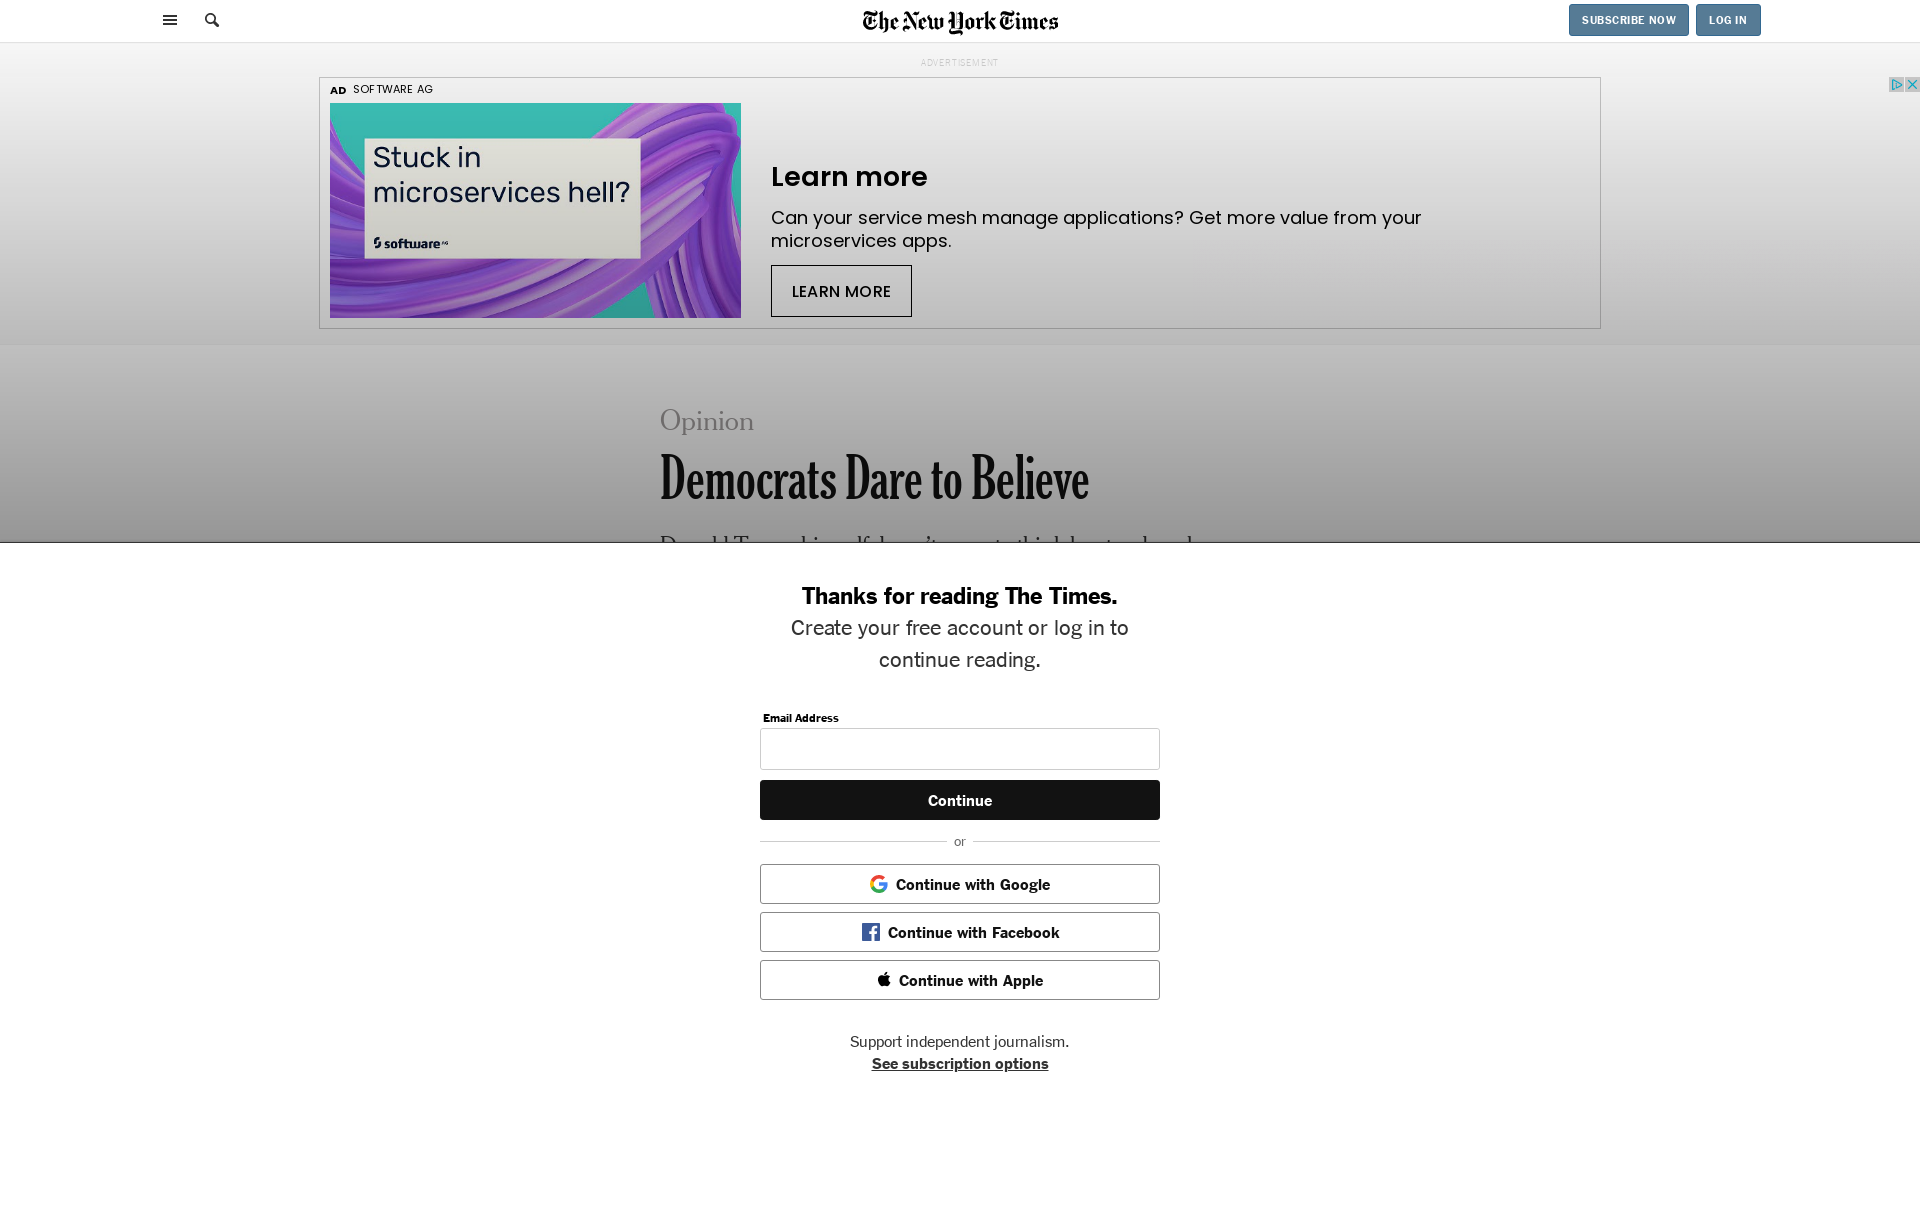 The New York Times
SUBSCRIBE NOW
LOG IN
ADVERTISEMENT
AD SOFTWARE AG
Stuck in
microservices hell?
software AG
Learn more
Can your service mesh manage applications? Get more value from your
microservices apps.
LEARN MORE
Opinion
Democrats Dare to Believe
Thanks for reading The Times.
Create your free account or log in to
continue reading.
Email Address
Continue
or
Continue with Google
Continue with Facebook
Continue with Apple
Support independent journalism.
See subscription options